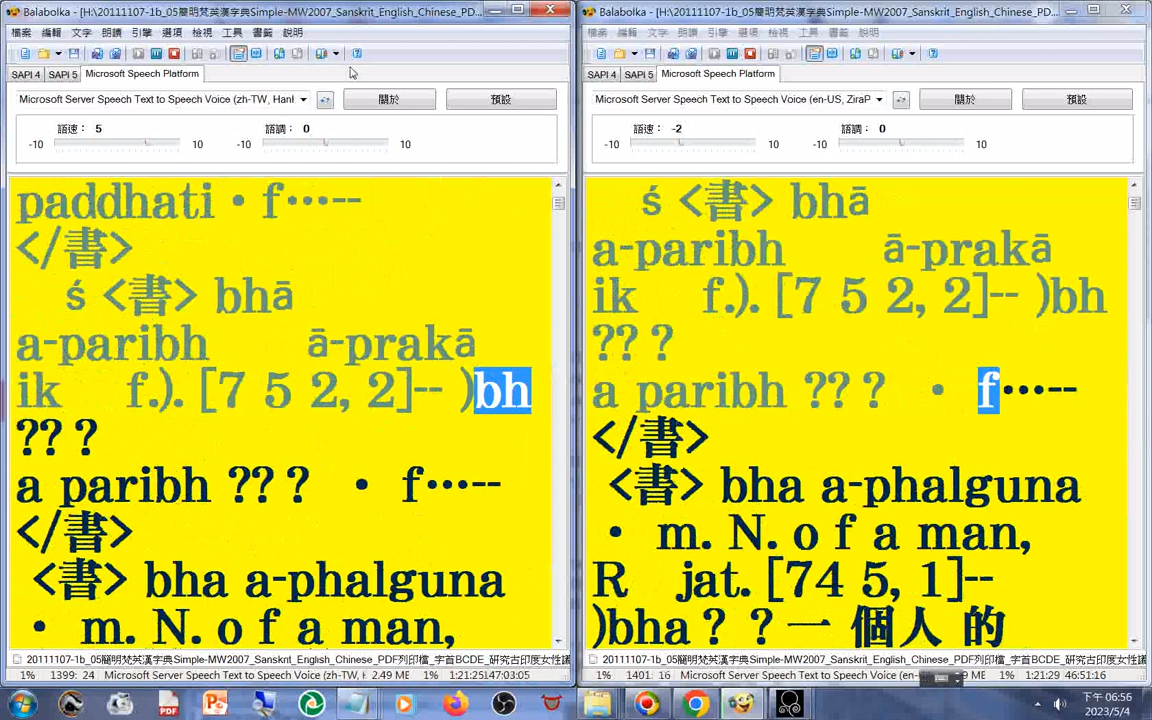 Balabolka - [H:\20111107-1b_05簡明梵英漢字典Simple-MW2007_Sanskrit_English_Chinese_PD...
檔案 編輯 文字 朗讀 引擎 選項 檢視 工具 書籤 說明
SAPI 4 SAPI 5 Microsoft Speech Platform
Microsoft Server Speech Text to Speech Voice (zh-TW, Hanl
關於 預設
語速： 5 語調： 0
-10 10 -10 10
paddhati • f…--
</書>
ś <書> bhā
a-paribh ā-prakā
ik f.). [7 5 2, 2]-- )bh
?? ?
a paribh ?? ? • f…--
</書>
<書> bha a-phalguna
• m. N. o f a man,
20111107-1b_05簡明梵英漢字典Simple-MW2007_Sanskrit_English_Chinese_PDF列印檔_字首BCDE_研究古印度女性議
1% 1399: 24 Microsoft Server Speech Text to Speech Voice (zh-TW, H 2.49 ME 1% 1:21:25\47:03:05
Balabolka - [H:\20111107-1b_05簡明梵英漢字典Simple-MW2007_Sanskrit_English_Chinese_PD...
檔案 編輯 文字 朗讀 引擎 選項 檢視 工具 書籤 說明
SAPI 4 SAPI 5 Microsoft Speech Platform
Microsoft Server Speech Text to Speech Voice (en-US, ZiraP
關於 預設
語速： -2 語調： 0
-10 10 -10 10
ś <書> bhā
a-paribh ā-prakā
ik f.). [7 5 2, 2]-- )bh
?? ?
a paribh ?? ? • f…--
</書>
<書> bha a-phalguna
• m. N. o f a man,
R jat. [74 5, 1]--
)bha？？一 個人 的
20111107-1b_05簡明梵英漢字典Simple-MW2007_Sanskrit_English_Chinese_PDF列印檔_字首BCDE_研究古印度女性議
1% 1401: 16 Microsoft Server Speech Text to Speech Voice (en-US 9 ME 1% 1:21:29 46:51:16
下午 06:56
2023/5/4